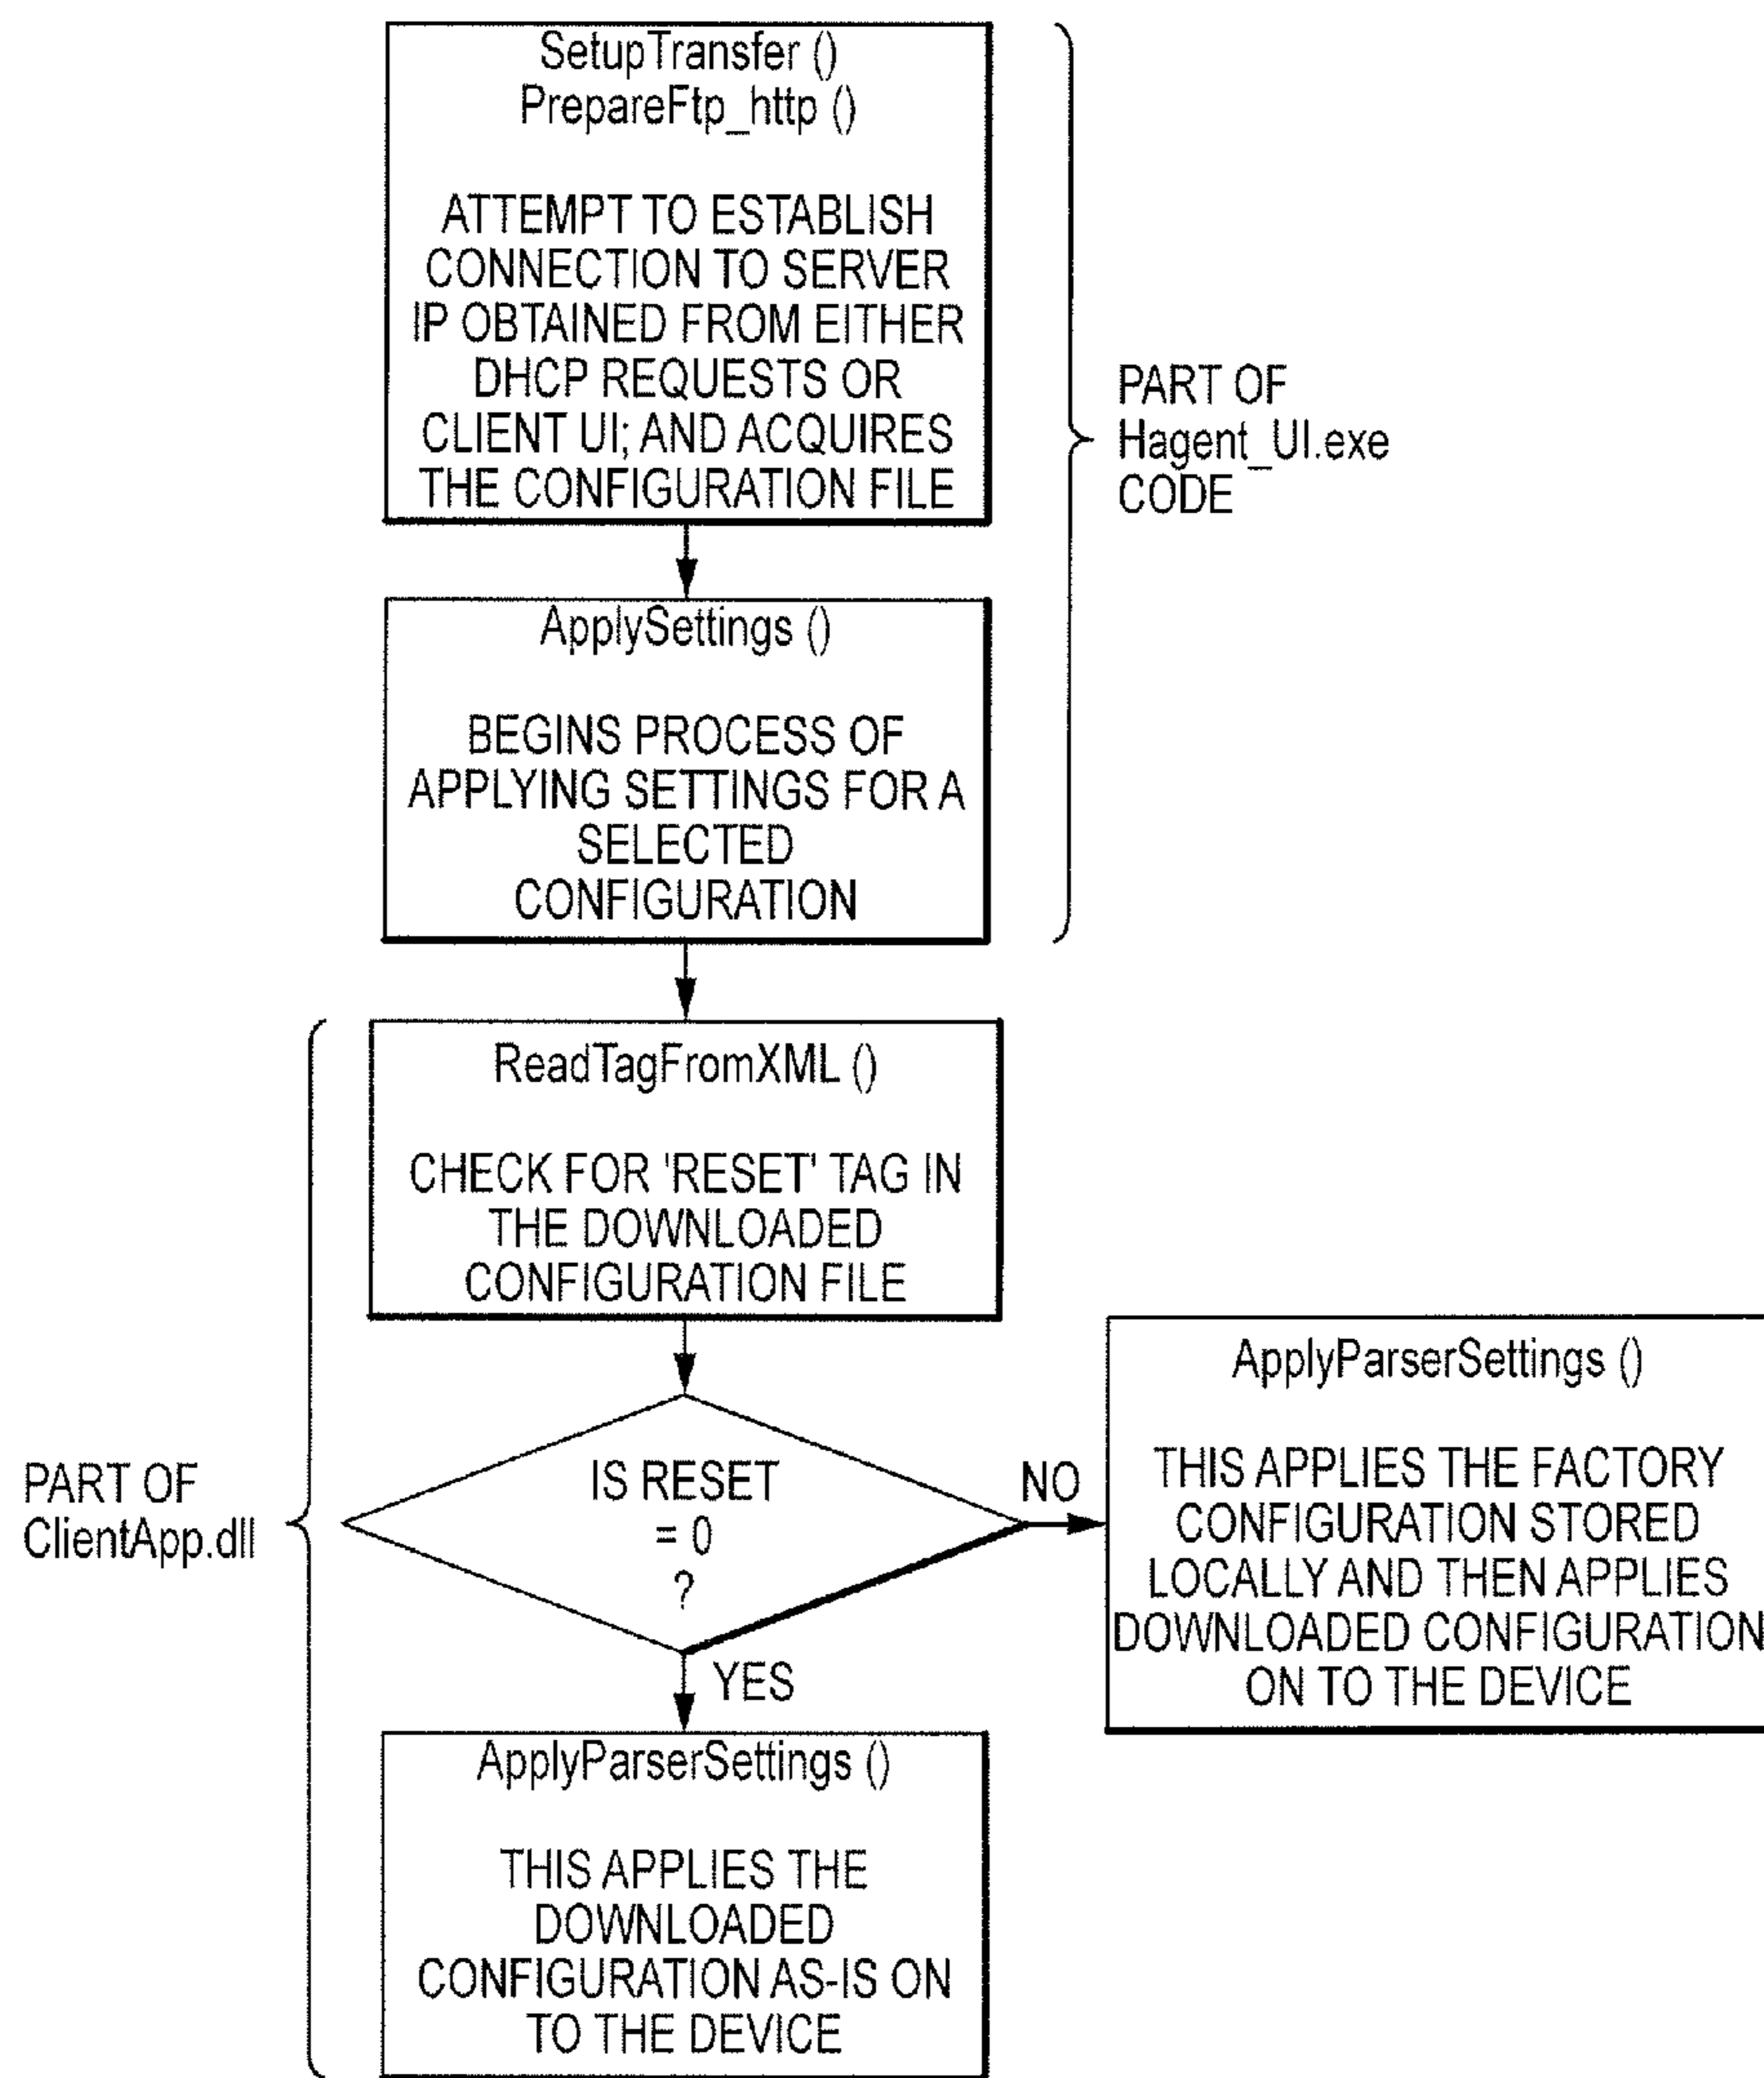 SetupTransfer ()
PrepareFtp_http ()
ATTEMPT TO ESTABLISH
CONNECTION TO SERVER
IP OBTAINED FROM EITHER
DHCP REQUESTS OR
CLIENT UI; AND ACQUIRES
THE CONFIGURATION FILE
PART OF
Hagent_UI.exe
CODE
ApplySettings ()
BEGINS PROCESS OF
APPLYING SETTINGS FOR A
SELECTED
CONFIGURATION
ReadTagFromXML ()
CHECK FOR 'RESET' TAG IN
THE DOWNLOADED
CONFIGURATION FILE
PART OF
ClientApp.dll
IS RESET
= 0
?
NO
ApplyParserSettings ()
THIS APPLIES THE FACTORY
CONFIGURATION STORED
LOCALLY AND THEN APPLIES
DOWNLOADED CONFIGURATION
ON TO THE DEVICE
YES
ApplyParserSettings ()
THIS APPLIES THE
DOWNLOADED
CONFIGURATION AS-IS ON
TO THE DEVICE